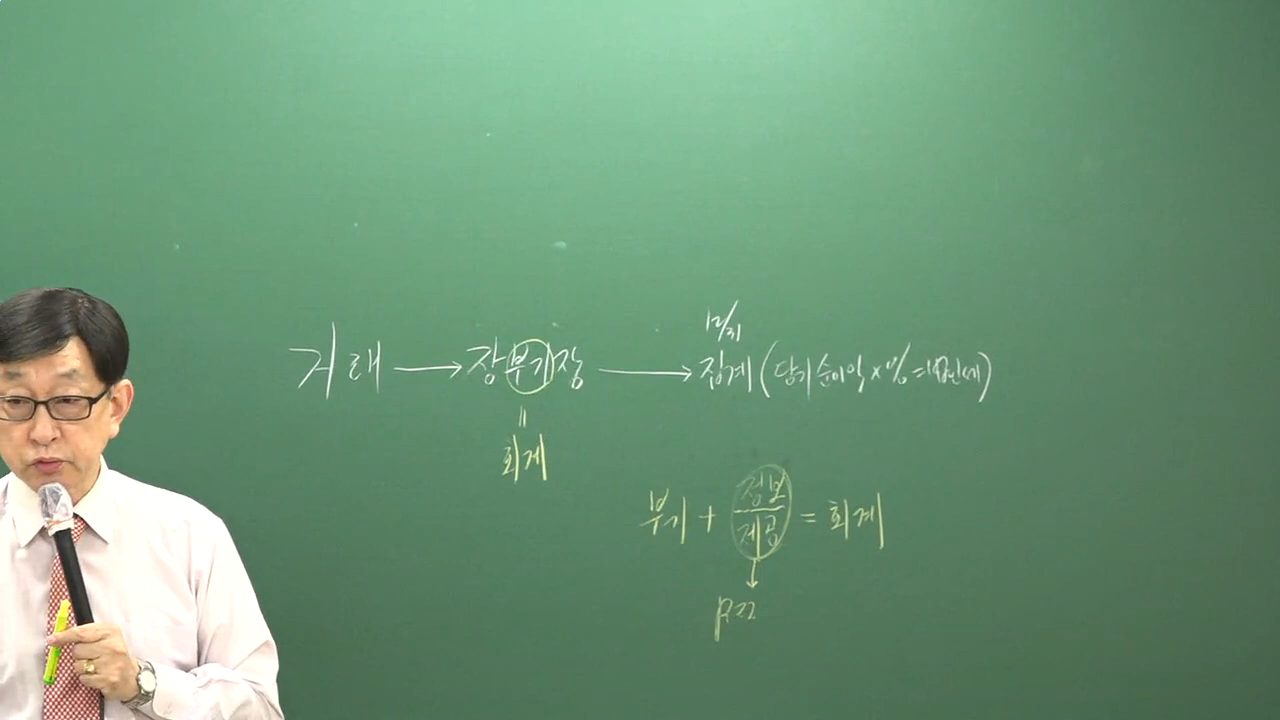 12/31
거래 → 장부기장 → 집계 (당기순이익 × % = 법인세)
=
회계
부기 + 정보제공 = 회계
↓
P.22